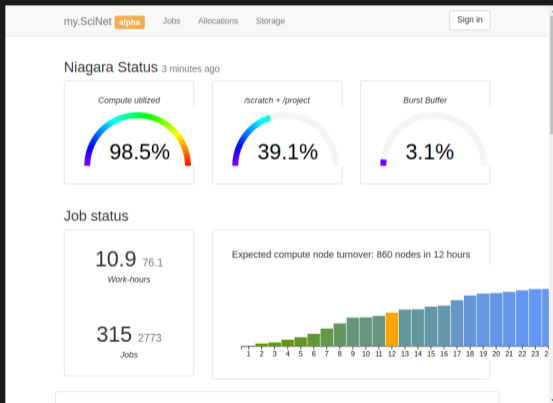 my.SciNet alpha Jobs Allocations Storage Sign in
Niagara Status 3 minutes ago
Compute utilized
98.5%
/scratch + /project
39.1%
Burst Buffer
3.1%
Job status
10.9 76.1
Work-hours
315 2773
Jobs
Expected compute node turnover: 860 nodes in 12 hours
1 2 3 4 5 6 7 8 9 10 11 12 13 14 15 16 17 18 19 20 21 22 23 2